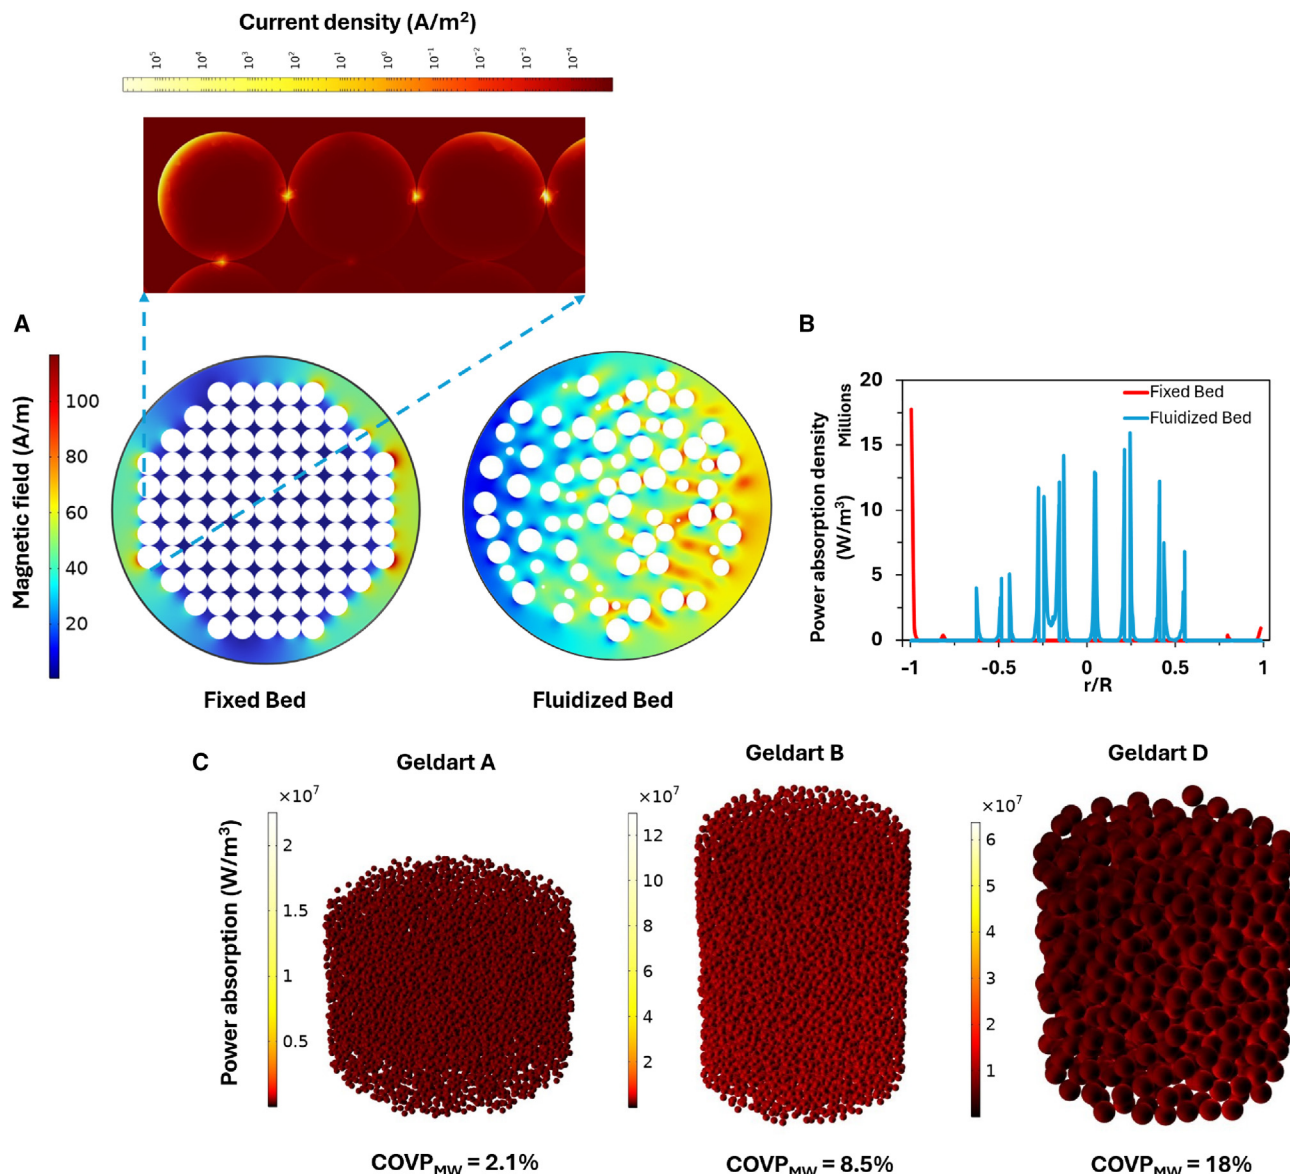 Current density (A/m²)
10⁵ 10⁴ 10³ 10² 10¹ 10⁰ 10⁻¹ 10⁻² 10⁻³ 10⁻⁴
A
Magnetic field (A/m)
100
80
60
40
20
Fixed Bed
Fluidized Bed
B
Power absorption density
(W/m³)
Millions
20
15
10
5
0
Fixed Bed
Fluidized Bed
-1 -0.5 0 0.5 1
r/R
C
Geldart A
Geldart B
Geldart D
Power absorption (W/m³)
×10⁷
2
1.5
1
0.5
×10⁷
12
10
8
6
4
2
×10⁷
6
5
4
3
2
1
COVP_MW = 2.1%
COVP_MW = 8.5%
COVP_MW = 18%